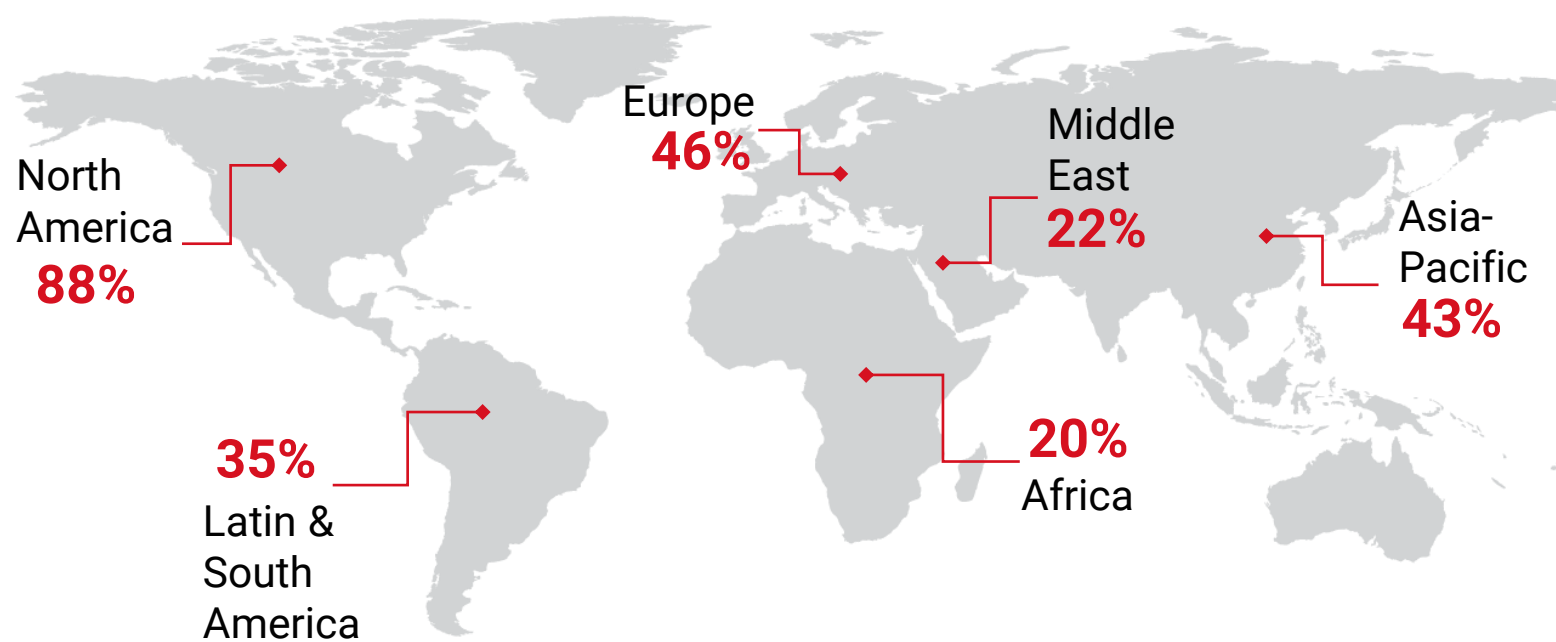 North
America
88%
Europe
46%
Middle
East
22%
Asia-
Pacific
43%
35%
Latin &
South
America
20%
Africa